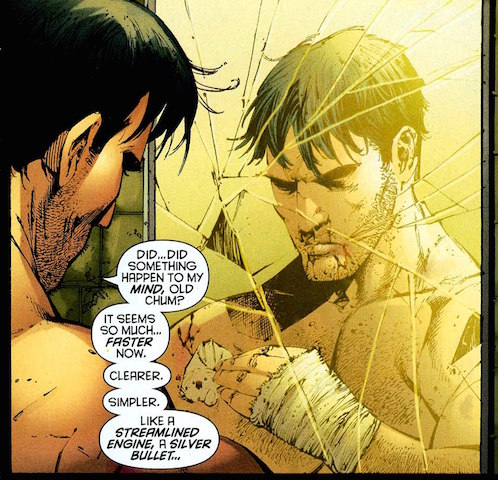 DID...DID
SOMETHING
HAPPEN TO MY
MIND, OLD
CHUM?
IT SEEMS
SO MUCH...
FASTER
NOW.
CLEARER.
SIMPLER.
LIKE A
STREAMLINED
ENGINE, A SILVER
BULLET...